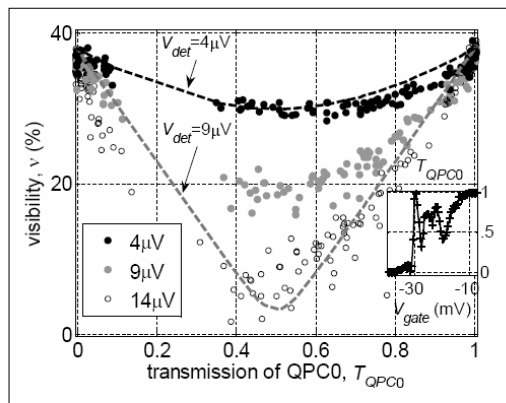 40
20
0
visibility, ν (%)
V_det=4μV
V_det=9μV
4μV
9μV
14μV
T_QPC0
1
.5
0
-30 -10
V_gate (mV)
0 0.2 0.4 0.6 0.8 1
transmission of QPC0, T_QPC0